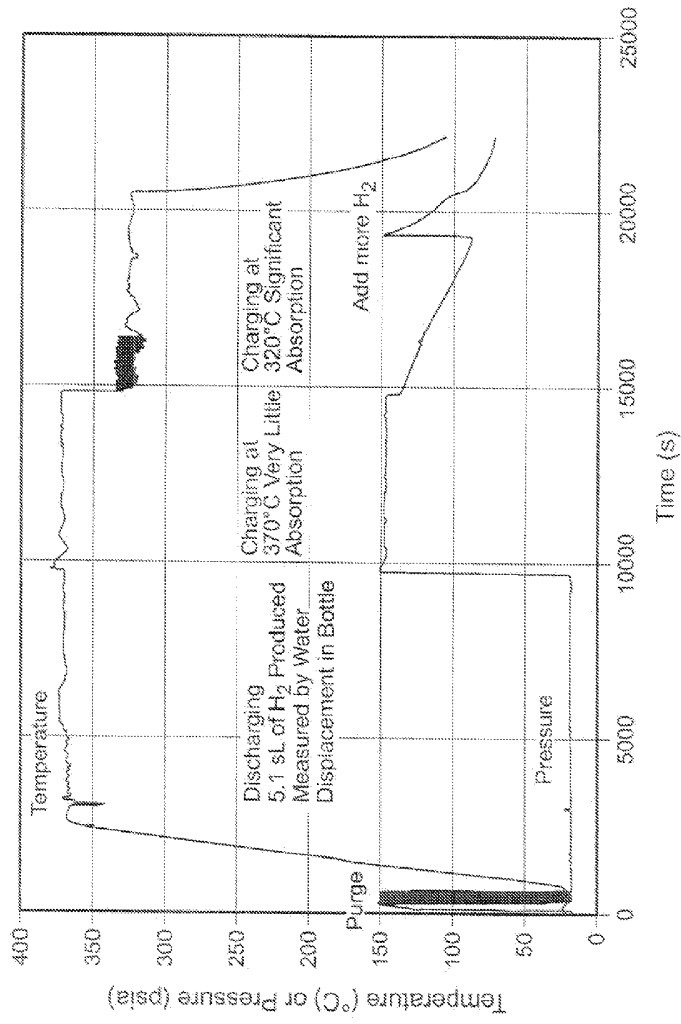 Temperature (°C) or Pressure (psia)
400
350
300
250
200
150
100
50
0
Temperature
Purge
Discharging
5.1 sL of H2 Produced
Measured by Water
Displacement in Bottle
Charging at
370°C Very Little
Absorption
Charging at
320°C Significant
Absorption
Add more H2
Pressure
0
5000
10000
15000
20000
25000
Time (s)